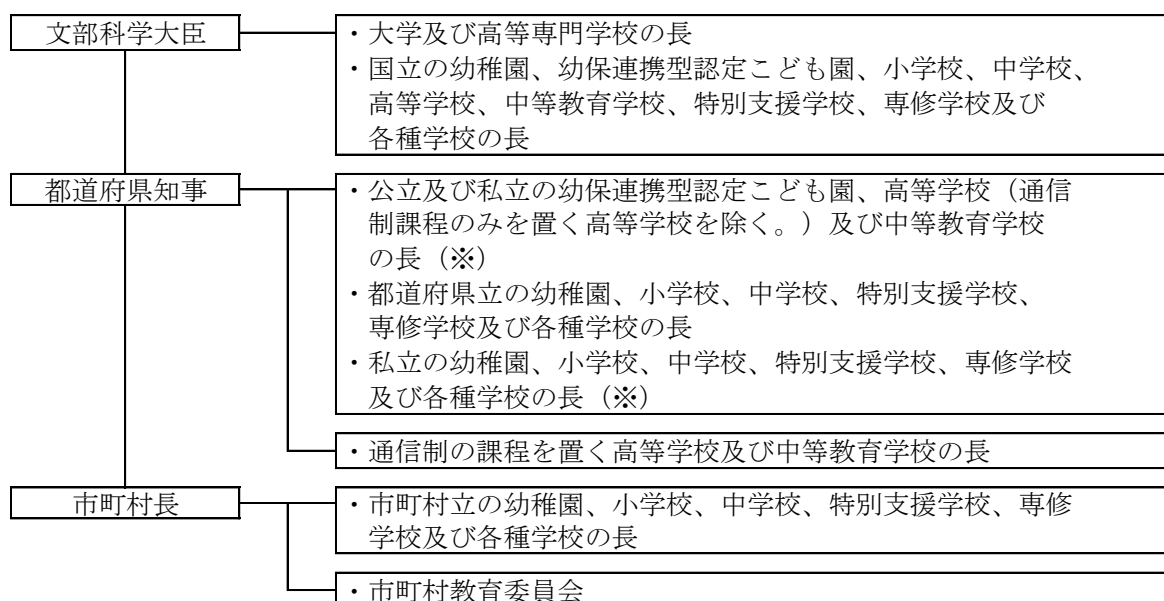 文部科学大臣
・大学及び高等専門学校の長
・国立の幼稚園、幼保連携型認定こども園、小学校、中学校、
高等学校、中等教育学校、特別支援学校、専修学校及び
各種学校の長
都道府県知事
・公立及び私立の幼保連携型認定こども園、高等学校（通信
制課程のみを置く高等学校を除く。）及び中等教育学校
の長（※）
・都道府県立の幼稚園、小学校、中学校、特別支援学校、
専修学校及び各種学校の長
・私立の幼稚園、小学校、中学校、特別支援学校、専修学校
及び各種学校の長（※）
・通信制の課程を置く高等学校及び中等教育学校の長
市町村長
・市町村立の幼稚園、小学校、中学校、特別支援学校、専修
学校及び各種学校の長
・市町村教育委員会